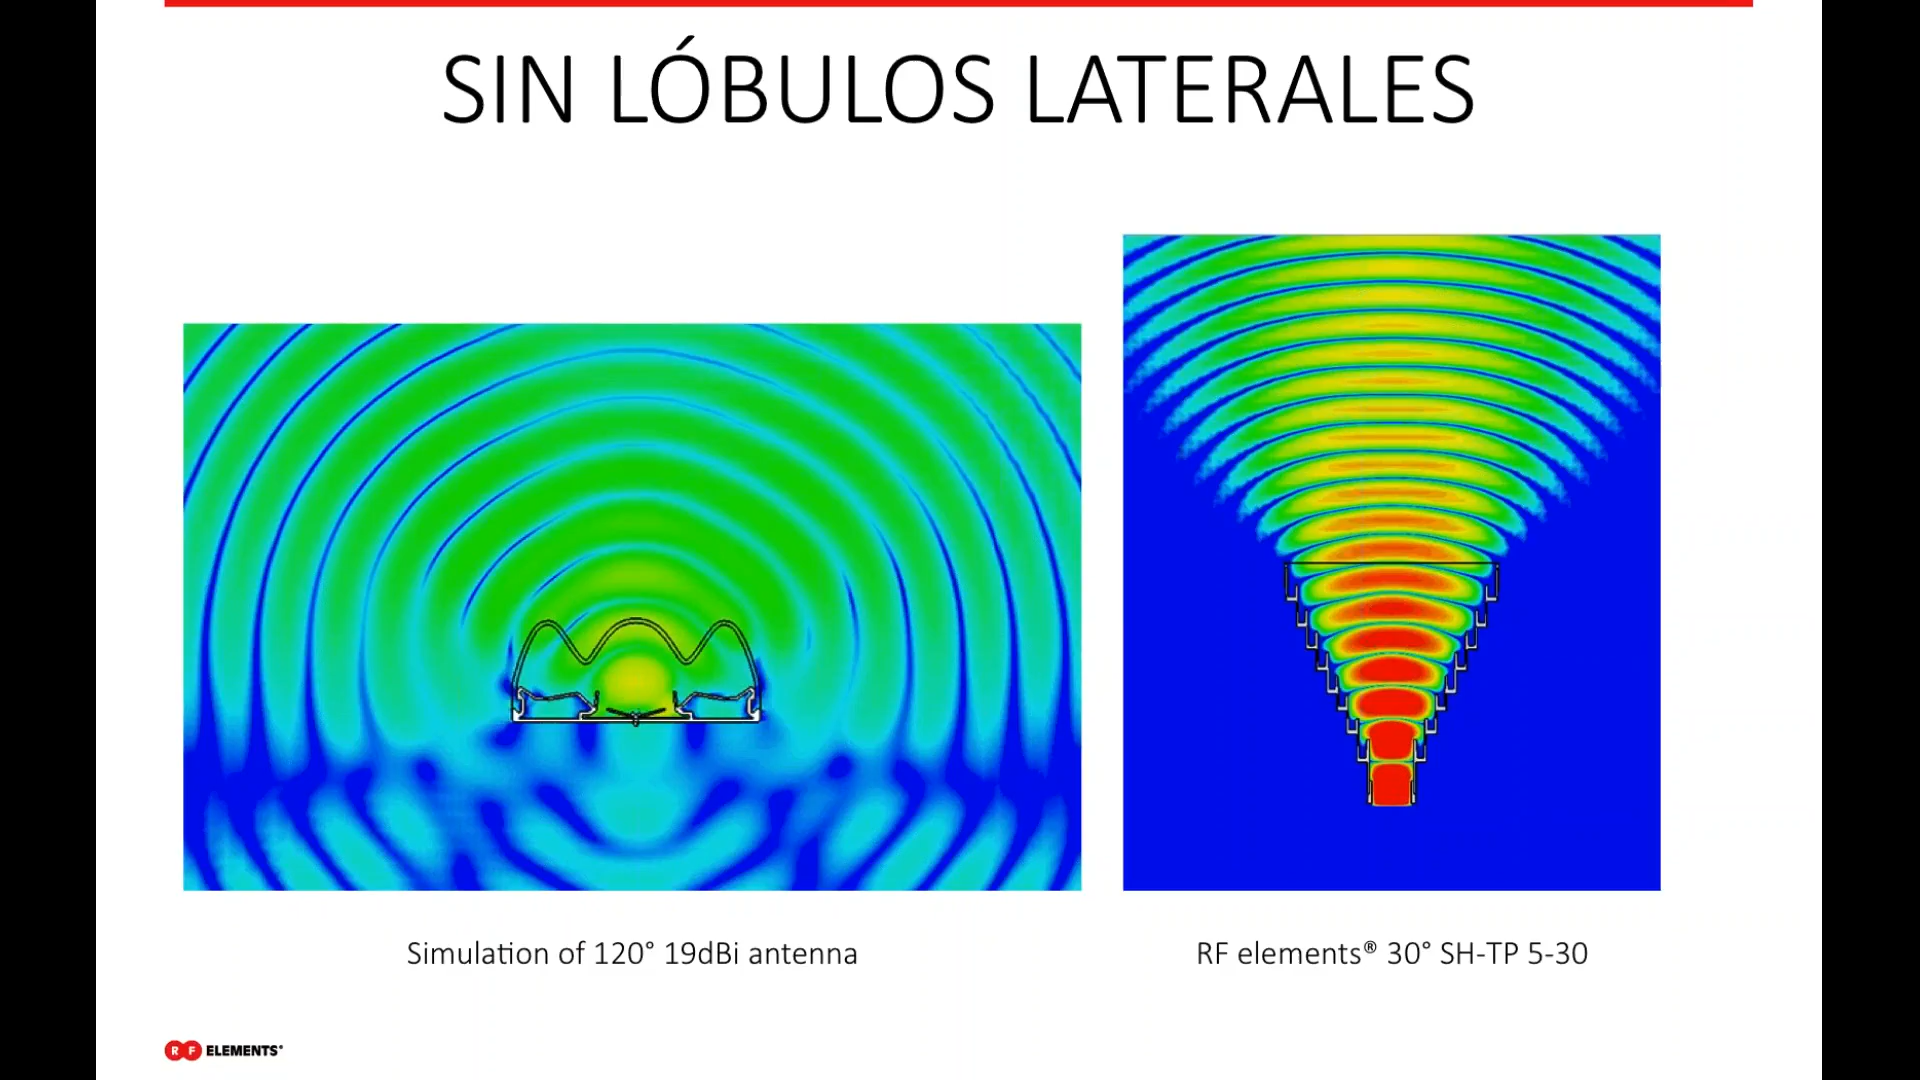 SIN LÓBULOS LATERALES
Simulation of 120° 19dBi antenna
RF elements® 30° SH-TP 5-30
RF ELEMENTS®